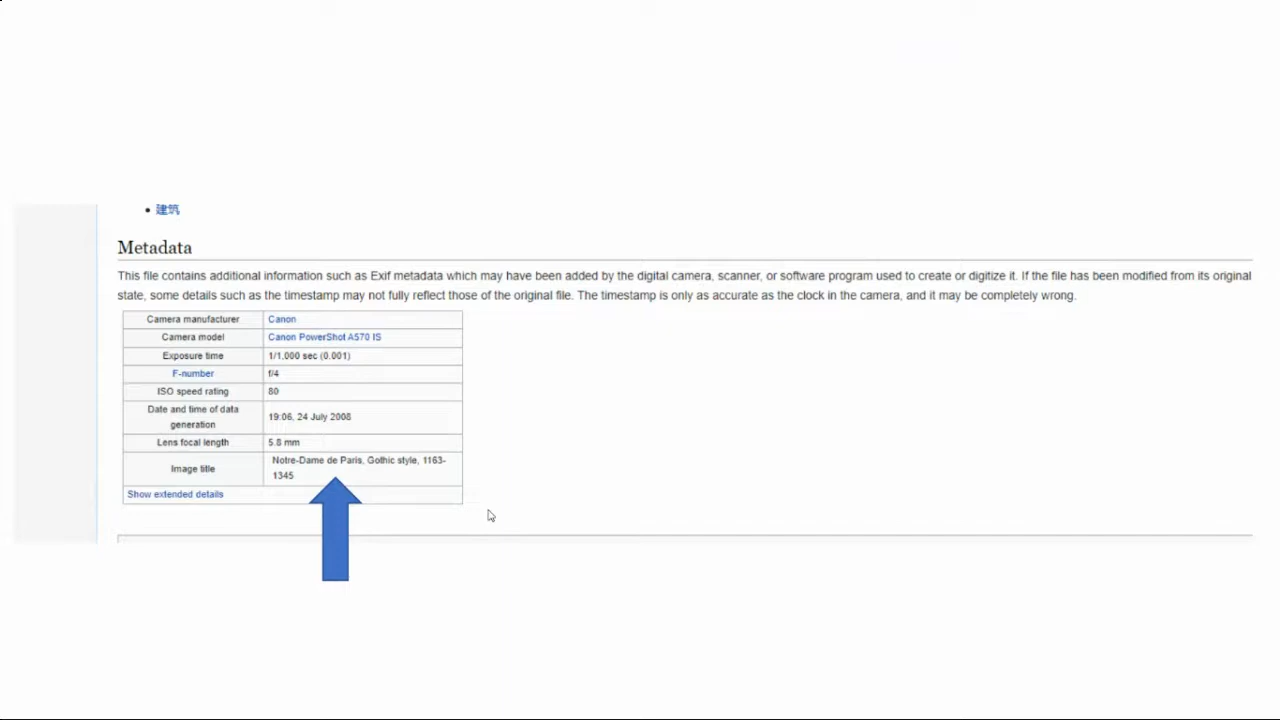 建筑
Metadata
This file contains additional information such as Exif metadata which may have been added by the digital camera, scanner, or software program used to create or digitize it. If the file has been modified from its original
state, some details such as the timestamp may not fully reflect those of the original file. The timestamp is only as accurate as the clock in the camera, and it may be completely wrong.
Camera manufacturer Canon
Camera model Canon PowerShot A570 IS
Exposure time 1/1,000 sec (0.001)
F-number f/4
ISO speed rating 80
Date and time of data
generation 19:06, 24 July 2008
Lens focal length 5.8 mm
Image title Notre-Dame de Paris, Gothic style, 1163-
1345
Show extended details